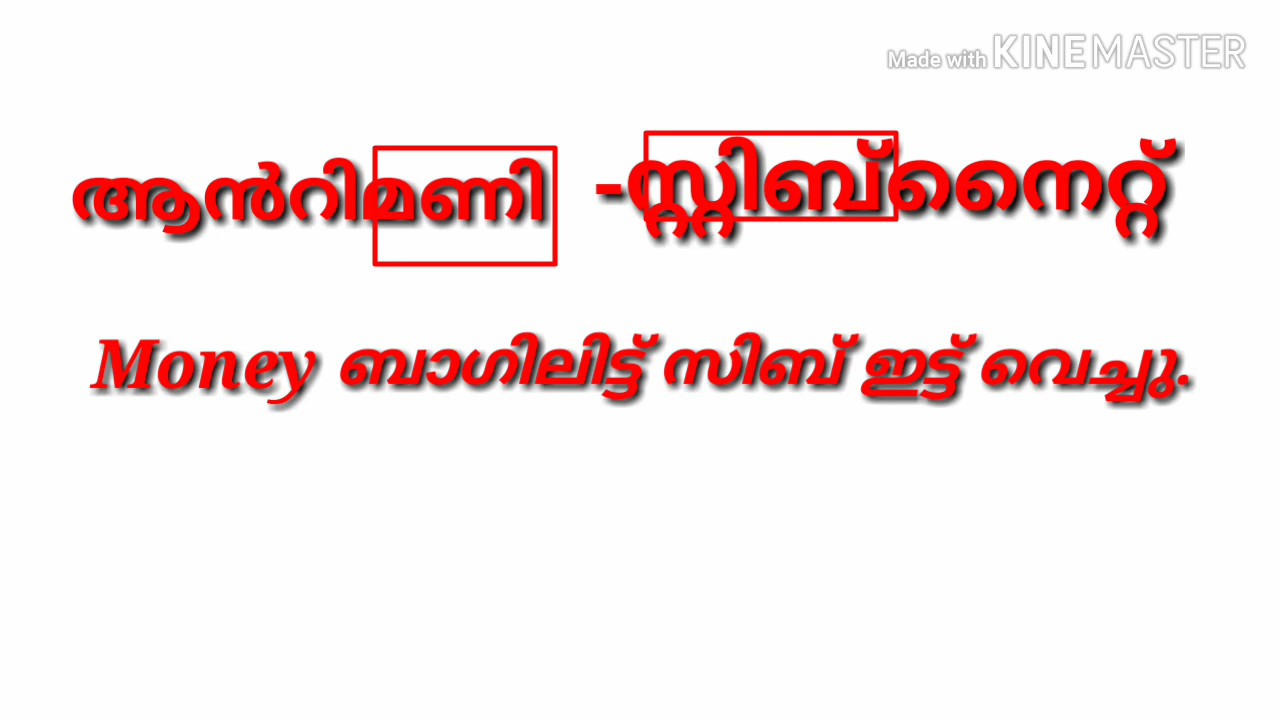 Made with KINEMASTER
ആൻറിമണി -സ്റ്റിബ്നൈറ്റ്
Money ബാഗിലിട്ട് സിബ് ഇട്ട് വെച്ചു.